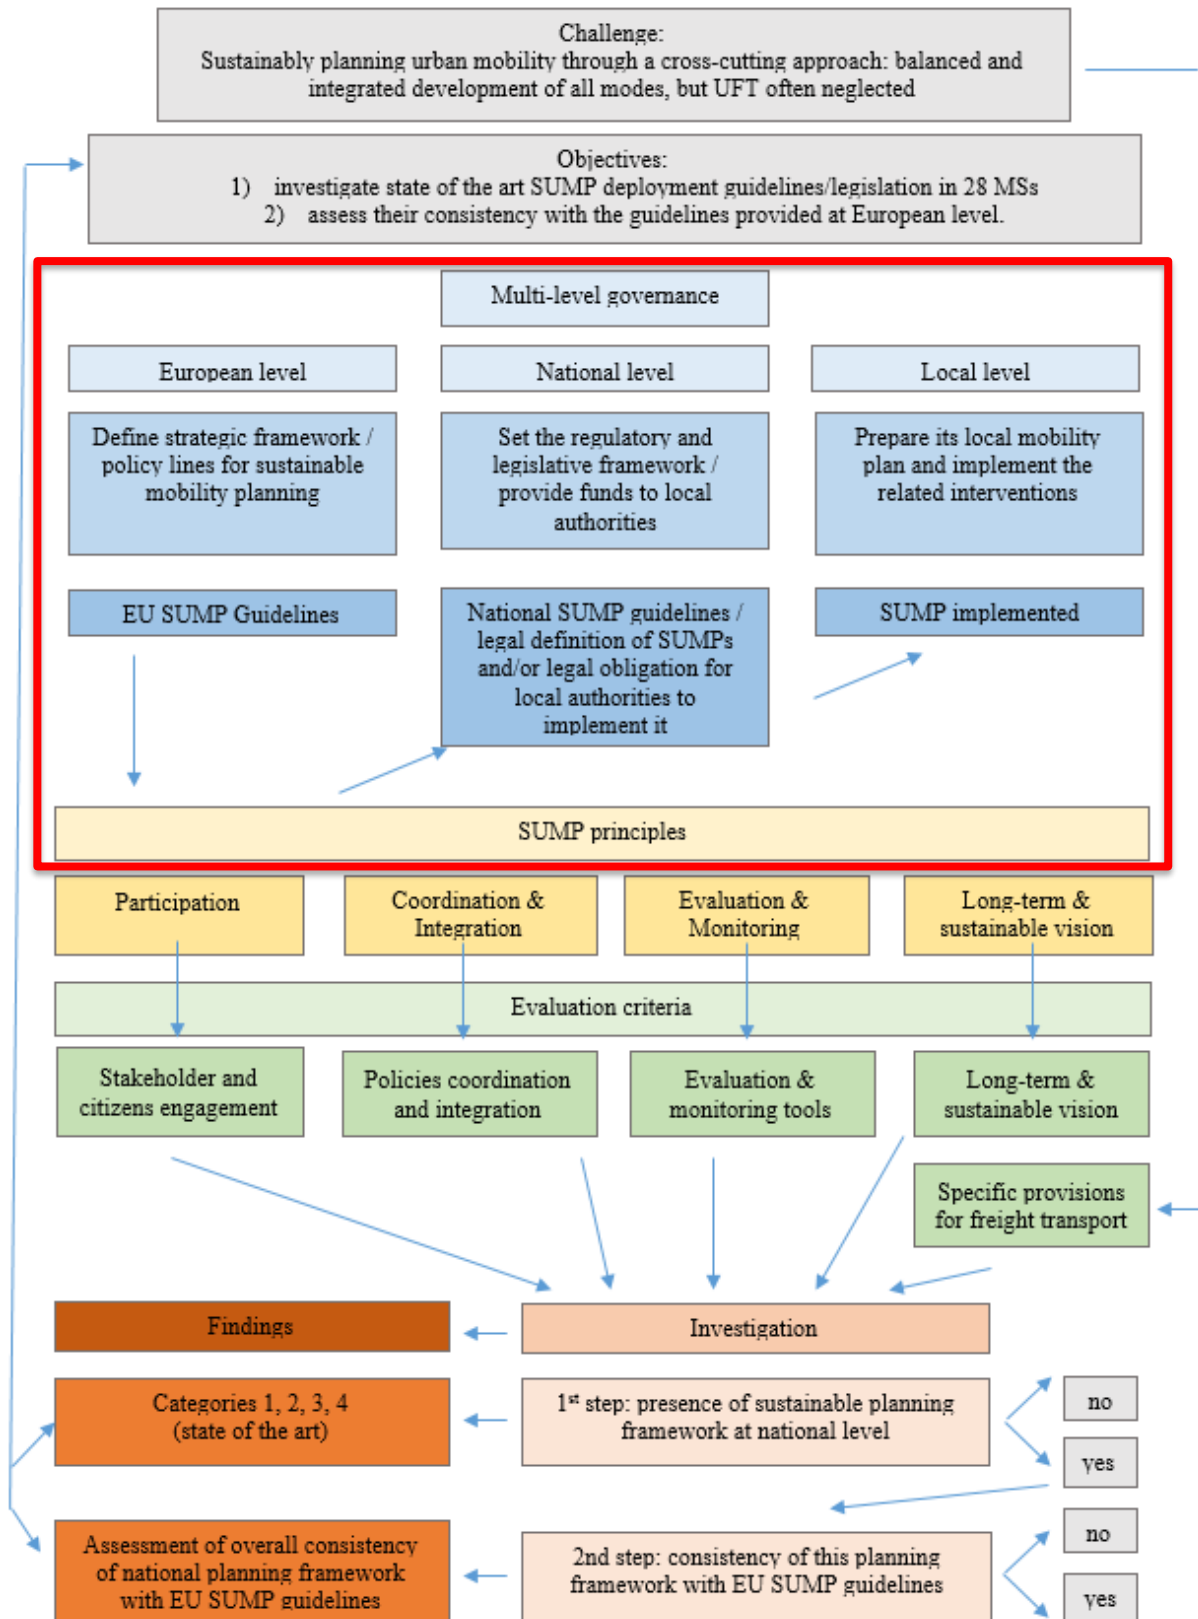 Challenge:
Sustainably planning urban mobility through a cross-cutting approach: balanced and
integrated development of all modes, but UFT often neglected
Objectives:
1) investigate state of the art SUMP deployment guidelines/legislation in 28 MSs
2) assess their consistency with the guidelines provided at European level.
Multi-level governance
European level
National level
Local level
Define strategic framework /
policy lines for sustainable
mobility planning
Set the regulatory and
legislative framework /
provide funds to local
authorities
Prepare its local mobility
plan and implement the
related interventions
EU SUMP Guidelines
National SUMP guidelines /
legal definition of SUMPs
and/or legal obligation for
local authorities to
implement it
SUMP implemented
SUMP principles
Participation
Coordination &
Integration
Evaluation &
Monitoring
Long-term &
sustainable vision
Evaluation criteria
Stakeholder and
citizens engagement
Policies coordination
and integration
Evaluation &
monitoring tools
Long-term &
sustainable vision
Specific provisions
for freight transport
Findings
Investigation
Categories 1, 2, 3, 4
(state of the art)
1st step: presence of sustainable planning
framework at national level
no
yes
Assessment of overall consistency
of national planning framework
with EU SUMP guidelines
2nd step: consistency of this planning
framework with EU SUMP guidelines
no
yes